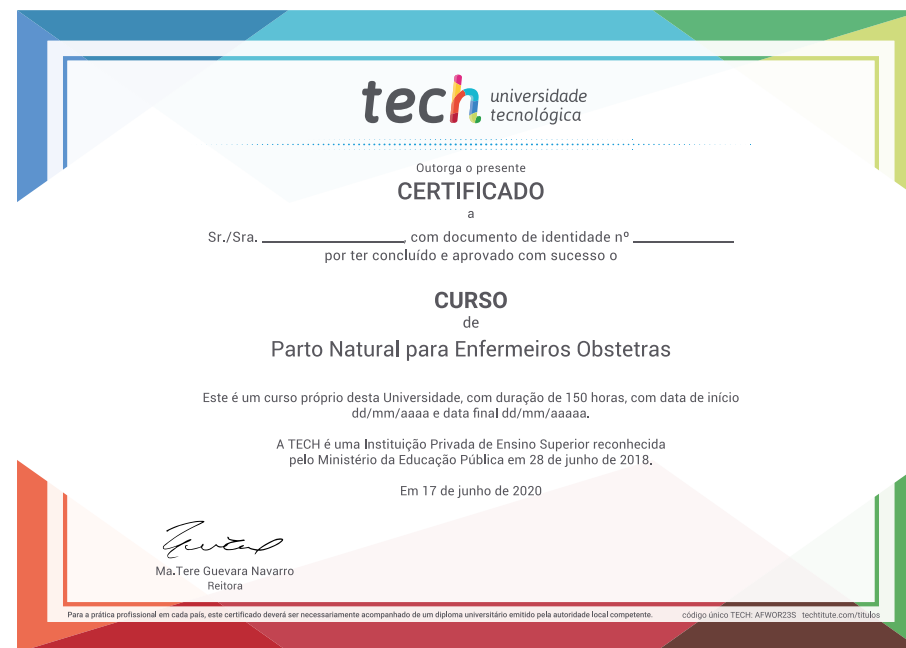 tech universidade
tecnológica
Outorga o presente
CERTIFICADO
a
Sr./Sra. ______________, com documento de identidade nº __________
por ter concluído e aprovado com sucesso o
CURSO
de
Parto Natural para Enfermeiros Obstetras
Este é um curso próprio desta Universidade, com duração de 150 horas, com data de início
dd/mm/aaaa e data final dd/mm/aaaaa.
A TECH é uma Instituição Privada de Ensino Superior reconhecida
pelo Ministério da Educação Pública em 28 de junho de 2018.
Em 17 de junho de 2020
Ma.Tere Guevara Navarro
Reitora
Para a prática profissional em cada país, este certificado deverá ser necessariamente acompanhado de um diploma universitário emitido pela autoridade local competente. código único TECH: AFWOR23S techtitute.com/titulos